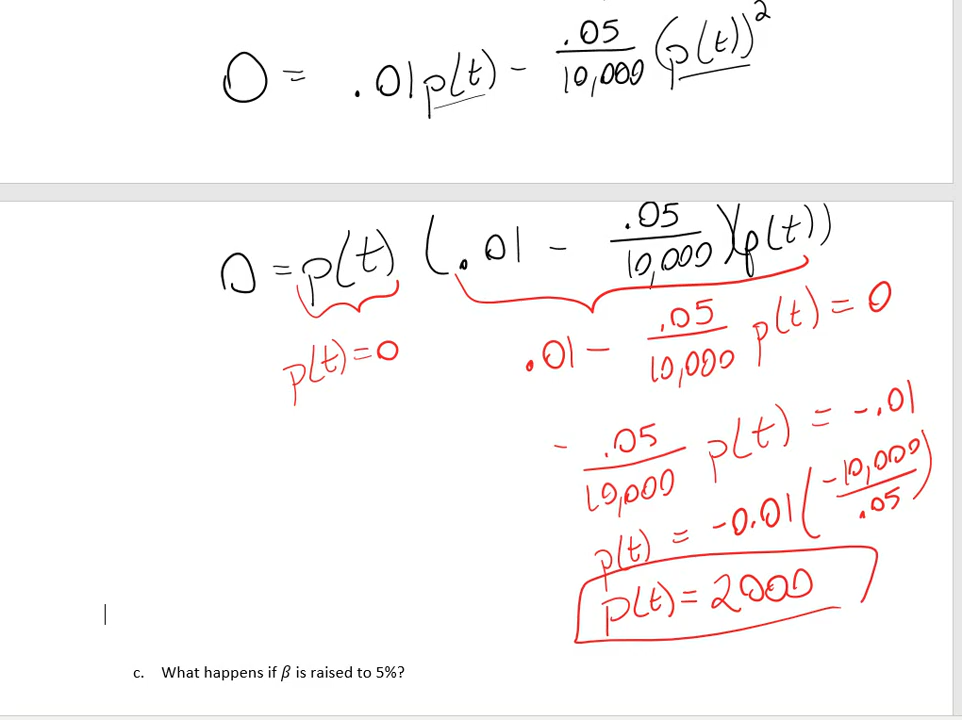 0 = .01p(t) - .05/10,000 (p(t))²
0 = p(t) (.01 - .05/10,000)(p(t))
p(t)=0
.01 - .05/10,000 p(t) = 0
- .05/10,000 p(t) = -.01
p(t) = -0.01(-10,000/.05)
p(t) = 2000
c. What happens if β is raised to 5%?